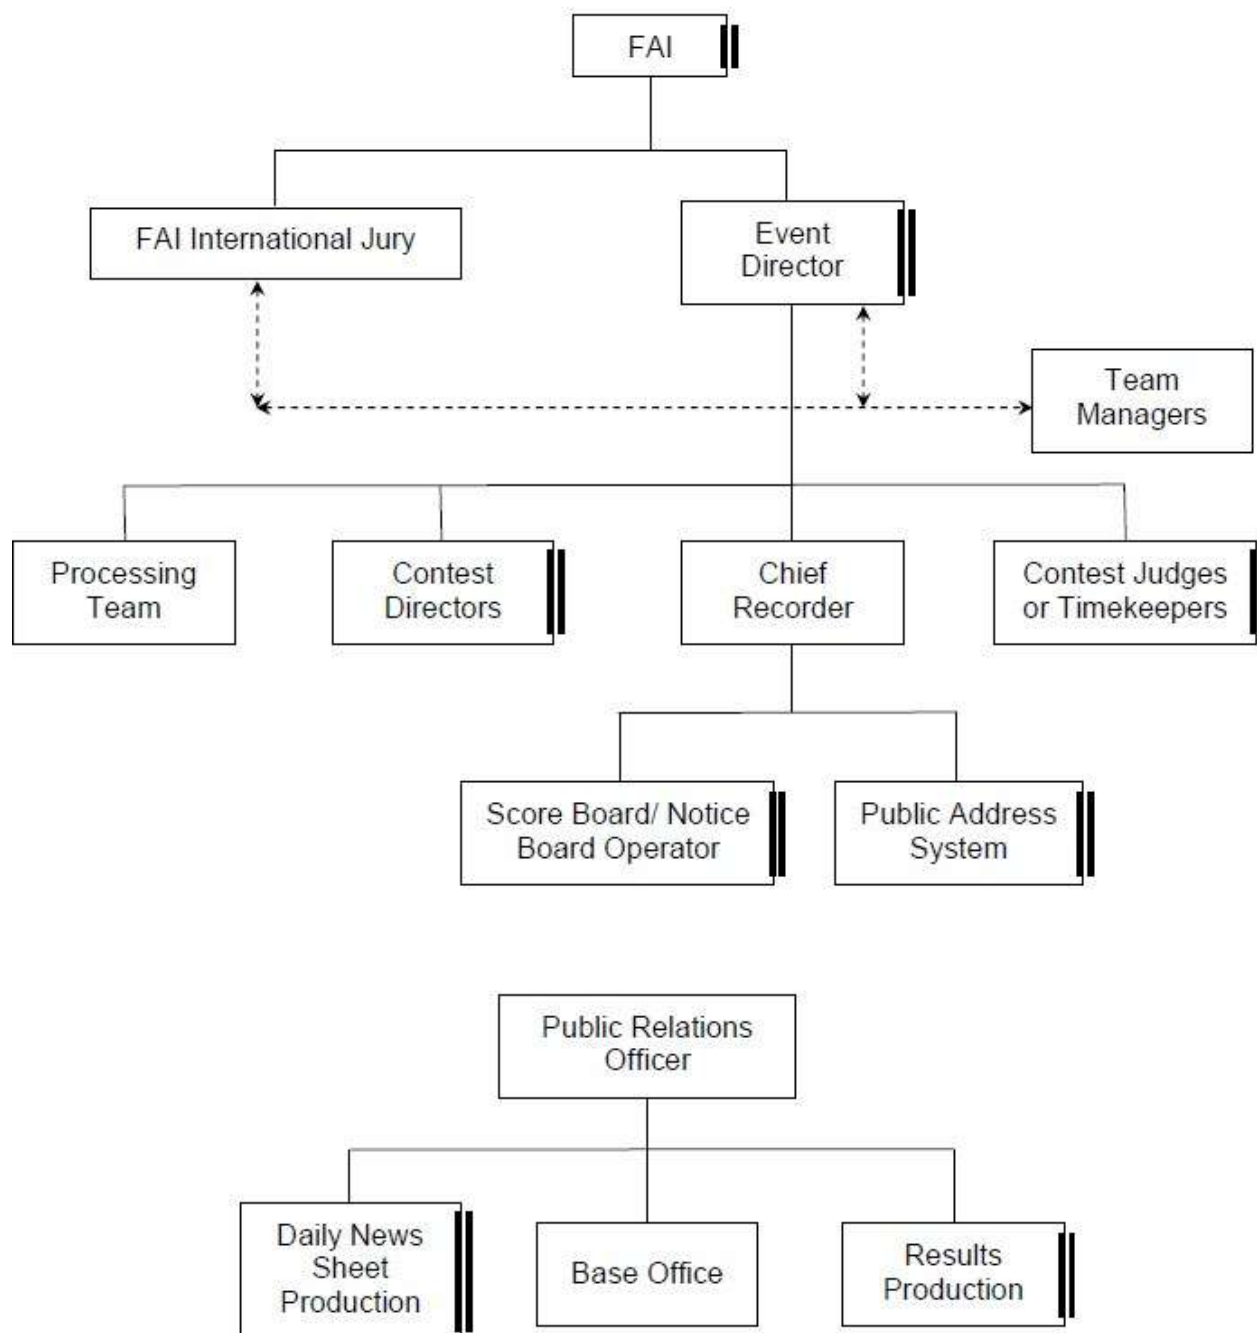 FAI
FAI International Jury
Event
Director
Team
Managers
Processing
Team
Contest
Directors
Chief
Recorder
Contest Judges
or Timekeepers
Score Board/ Notice
Board Operator
Public Address
System
Public Relations
Officer
Daily News
Sheet
Production
Base Office
Results
Production